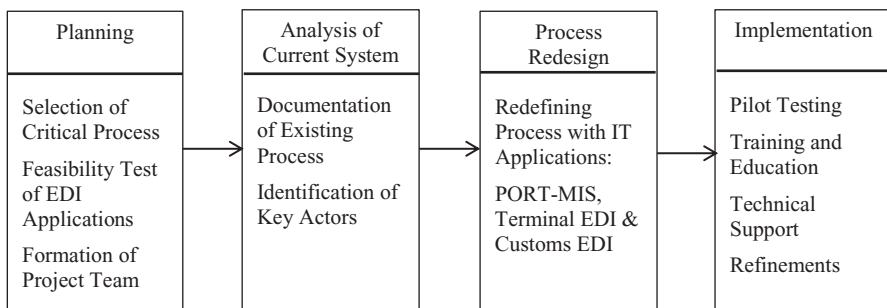 Planning
Selection of
Critical Process
Feasibility Test
of EDI
Applications
Formation of
Project Team
Analysis of
Current System
Documentation
of Existing
Process
Identification of
Key Actors
Process
Redesign
Redefining
Process with IT
Applications:
PORT-MIS,
Terminal EDI &
Customs EDI
Implementation
Pilot Testing
Training and
Education
Technical
Support
Refinements